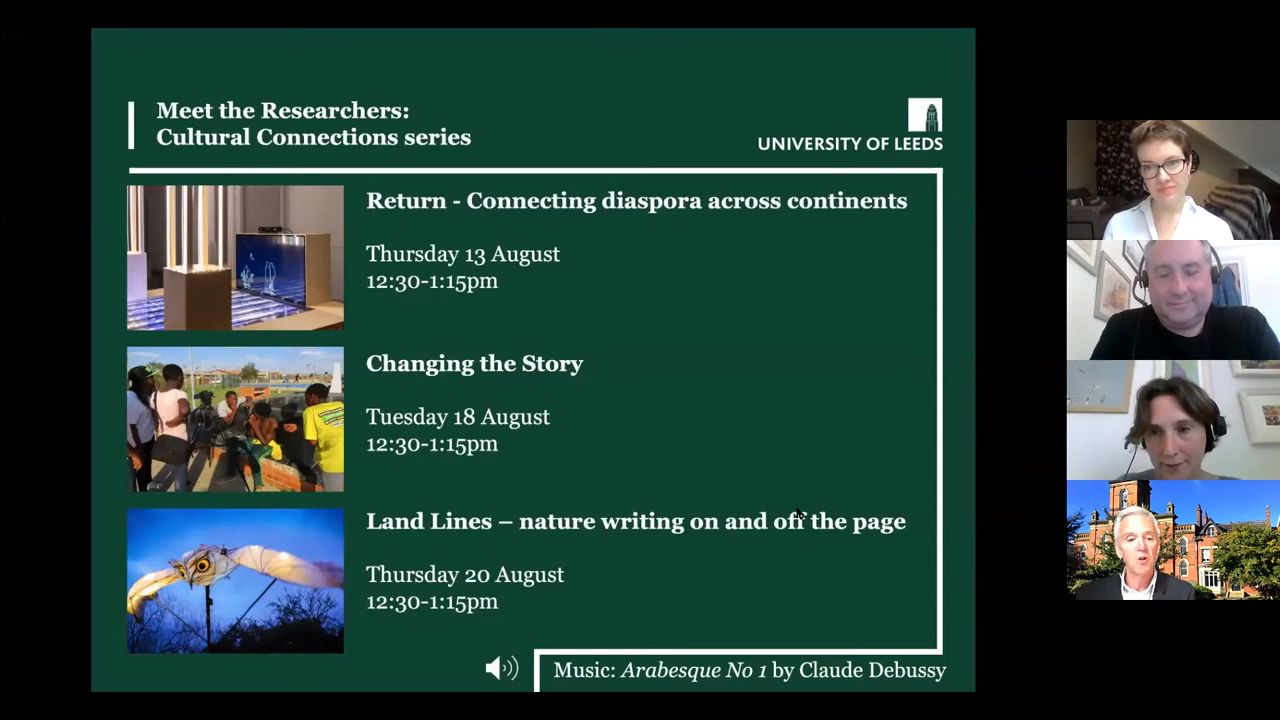 Meet the Researchers:
Cultural Connections series
UNIVERSITY OF LEEDS
Return - Connecting diaspora across continents
Thursday 13 August
12:30-1:15pm
Changing the Story
Tuesday 18 August
12:30-1:15pm
Land Lines – nature writing on and off the page
Thursday 20 August
12:30-1:15pm
Music: Arabesque No 1 by Claude Debussy